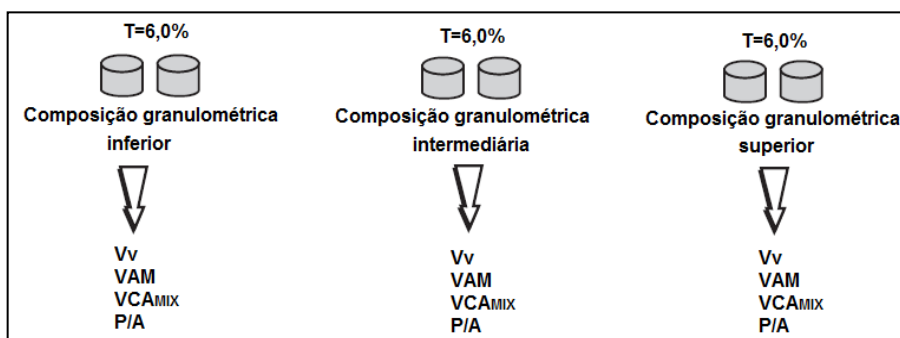 T=6,0%
Composição granulométrica
inferior
Vv
VAM
VCAMIX
P/A
T=6,0%
Composição granulométrica
intermediária
Vv
VAM
VCAMIX
P/A
T=6,0%
Composição granulométrica
superior
Vv
VAM
VCAMIX
P/A